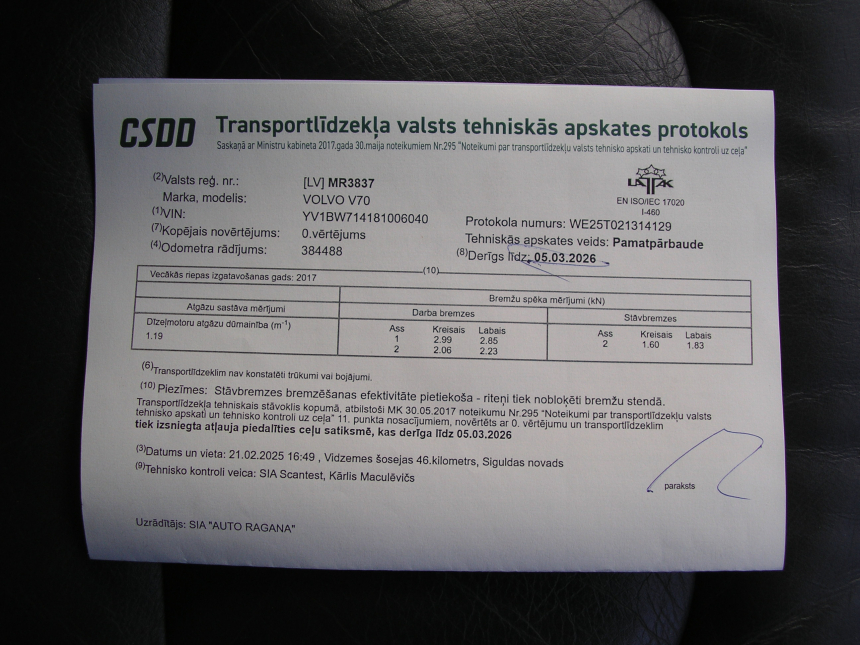 CSDD
Transportlīdzekļa valsts tehniskās apskates protokols
Saskaņā ar Ministru kabineta 2017.gada 30.maija noteikumiem Nr.295 "Noteikumi par transportlīdzekļu valsts tehnisko apskati un tehnisko kontroli uz ceļa"
(2)Valsts reģ. nr.: [LV] MR3837
Marka, modelis: VOLVO V70
(1)VIN: YV1BW714181006040
(7)Kopējais novērtējums: 0.vērtējums
(4)Odometra rādījums: 384488
LATAK
EN ISO/IEC 17020
I-460
Protokola numurs: WE25T021314129
Tehniskās apskates veids: Pamatpārbaude
(8)Derīgs līdz: 05.03.2026
(10)
Vecākās riepas izgatavošanas gads: 2017
Bremžu spēka mērījumi (kN)
Atgāzu sastāva mērījumi Darba bremzes Stāvbremzes
Dīzeļmotoru atgāzu dūmainība (m-1) Ass Kreisais Labais Ass Kreisais Labais
1.19 1 2.99 2.85 2 1.60 1.83
2 2.06 2.23
(6)Transportlīdzeklim nav konstatēti trūkumi vai bojājumi.
(10) Piezīmes: Stāvbremzes bremzēšanas efektivitāte pietiekoša - riteņi tiek nobloķēti bremžu stendā.
Transportlīdzekļa tehniskais stāvoklis kopumā, atbilstoši MK 30.05.2017 noteikumu Nr.295 "Noteikumi par transportlīdzekļu valsts
tehnisko apskati un tehnisko kontroli uz ceļa" 11. punkta nosacījumiem, novērtēts ar 0. vērtējumu un transportlīdzeklim
tiek izsniegta atļauja piedalīties ceļu satiksmē, kas derīga līdz 05.03.2026
(3)Datums un vieta: 21.02.2025 16:49 , Vidzemes šosejas 46.kilometrs, Siguldas novads
(9)Tehnisko kontroli veica: SIA Scantest, Kārlis Maculēvičs
paraksts
Uzrādītājs: SIA "AUTO RAGANA"